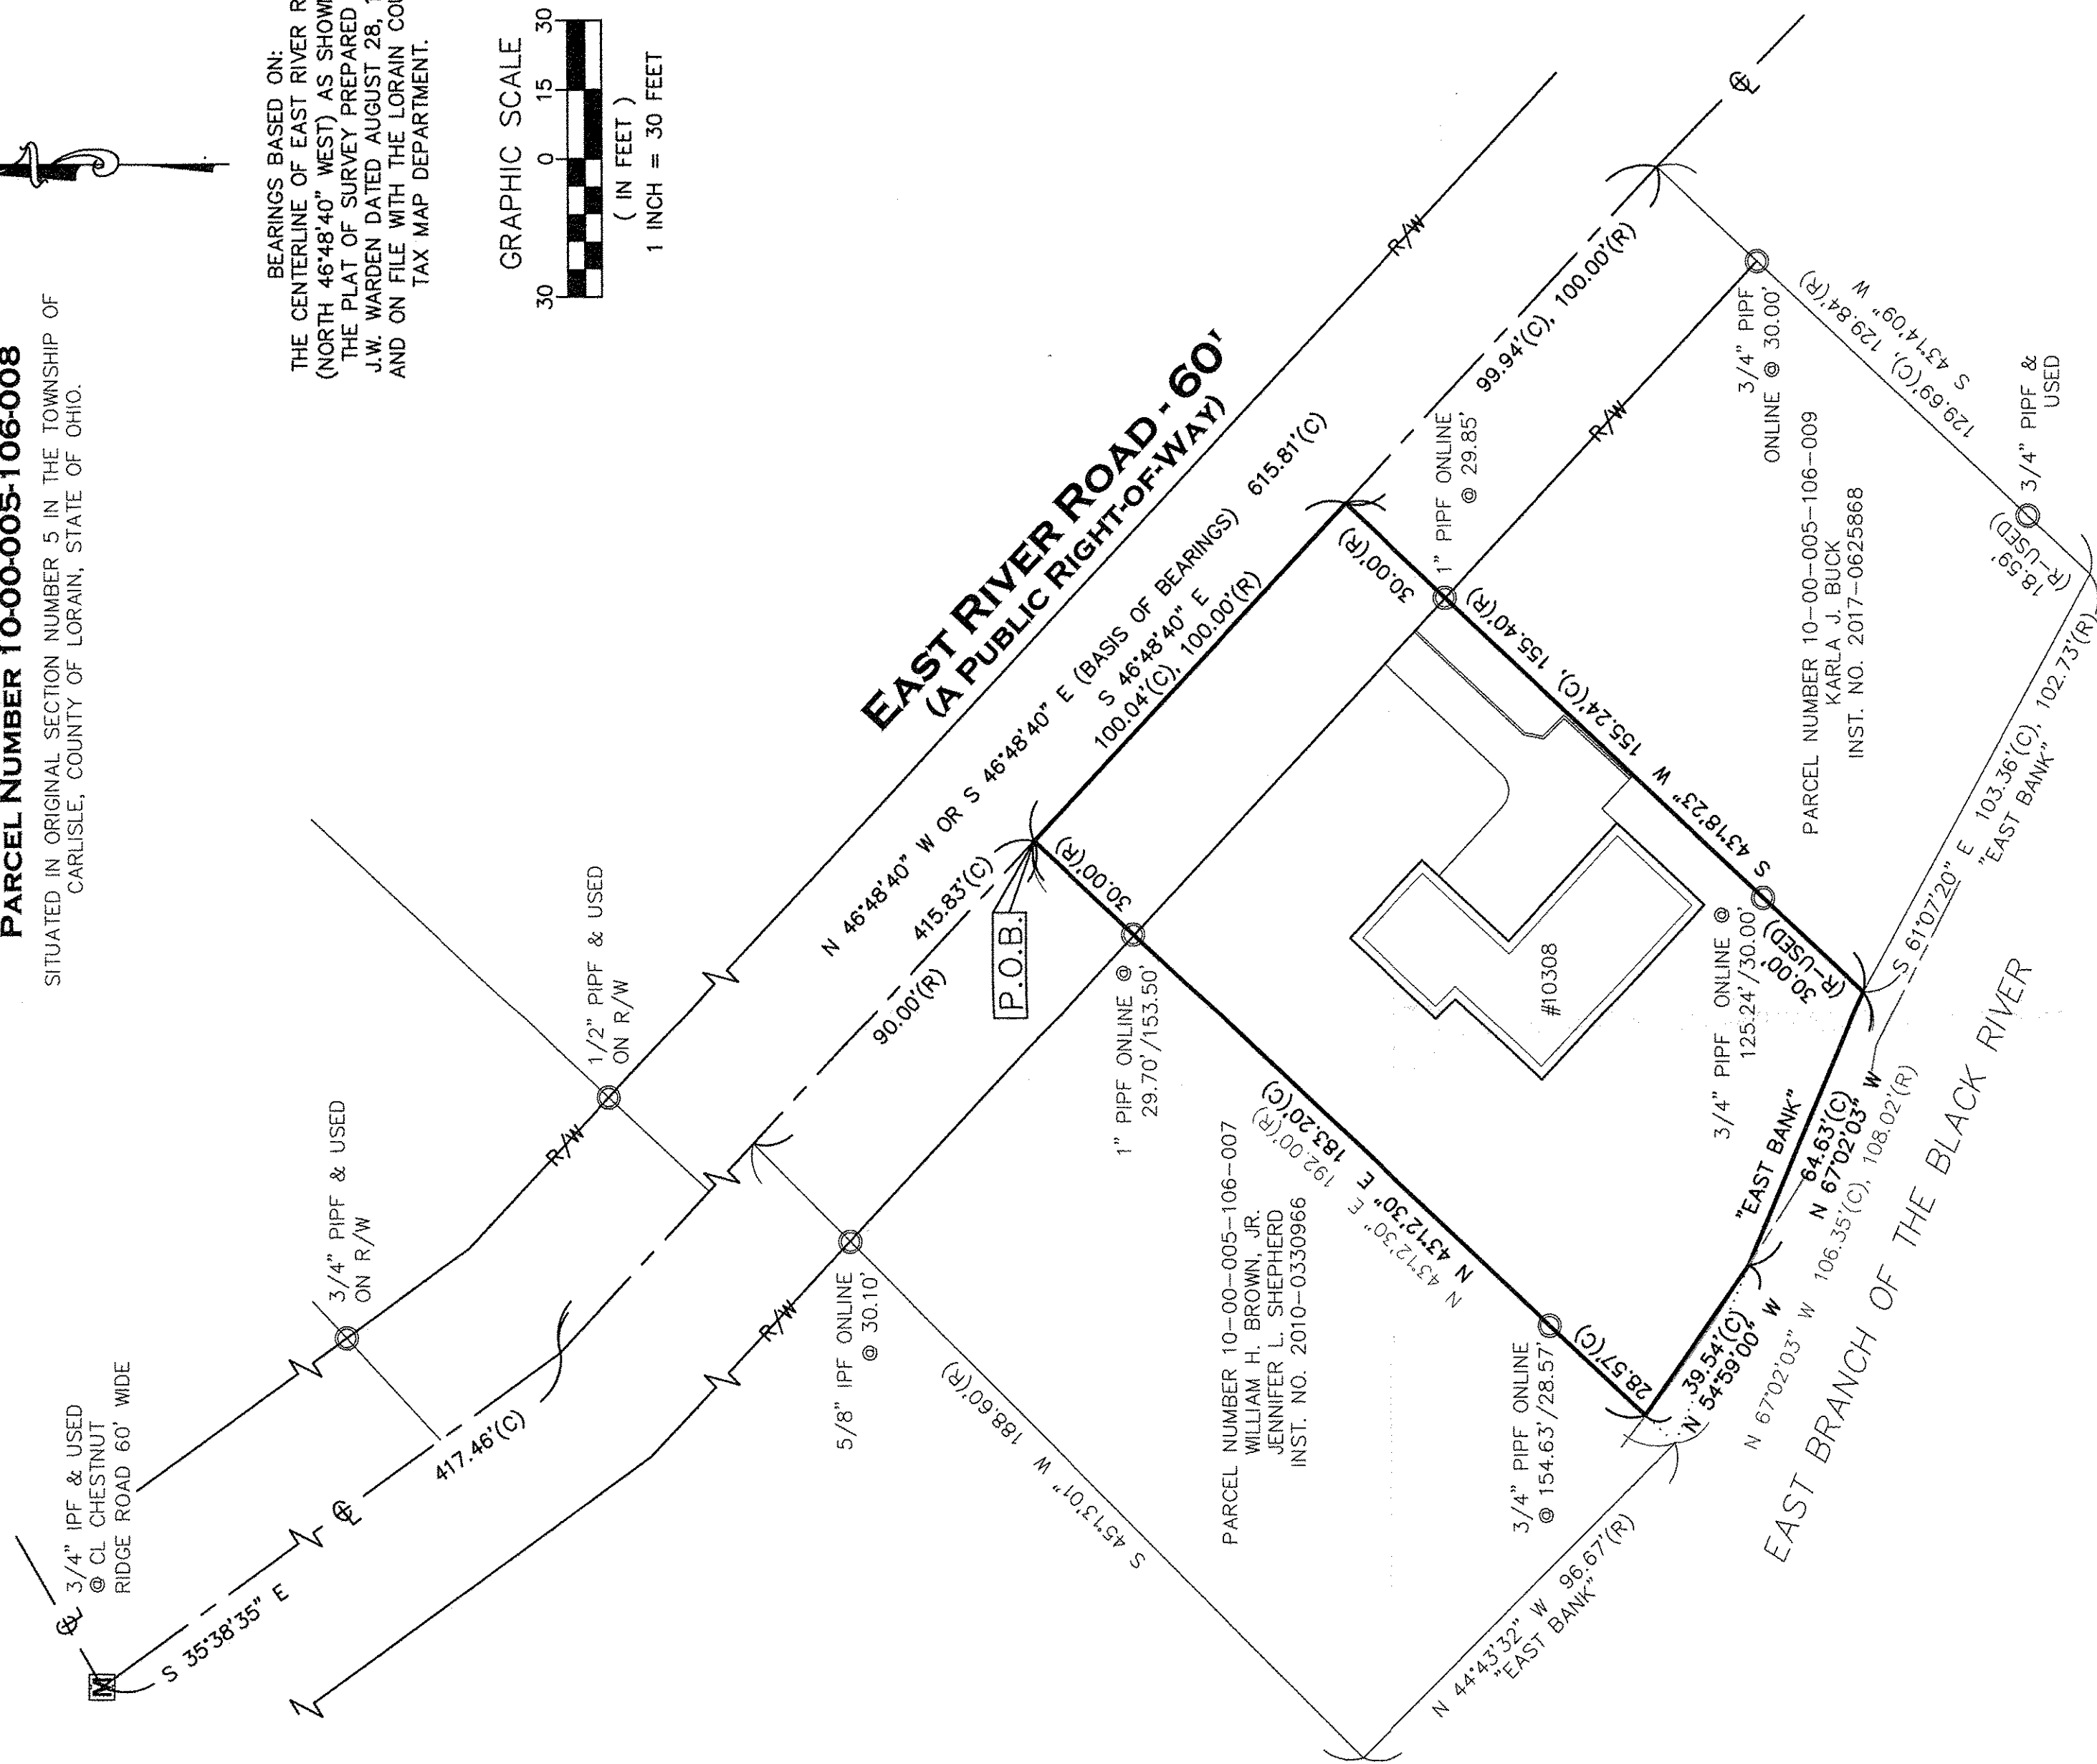 PARCEL NUMBER 10-00-005-106-008
SITUATED IN ORIGINAL SECTION NUMBER 5 IN THE TOWNSHIP OF
CARLISLE, COUNTY OF LORAIN, STATE OF OHIO.
BEARINGS BASED ON:
THE CENTERLINE OF EAST RIVER R
(NORTH 46°48'40" WEST) AS SHOW
THE PLAT OF SURVEY PREPARED
J.W. WARDEN DATED AUGUST 28,
AND ON FILE WITH THE LORAIN COU
TAX MAP DEPARTMENT.
GRAPHIC SCALE
30 0 15 30
( IN FEET )
1 INCH = 30 FEET
3/4" IPF & USED
@ CL CHESTNUT
RIDGE ROAD 60' WIDE
M
S 35°38'35" E
417.46'(C)
3/4" PIPF & USED
ON R/W
R/W
1/2" PIPF & USED
ON R/W
R/W
5/8" IPF ONLINE
@ 30.10'
EAST RIVER ROAD - 60'
(A PUBLIC RIGHT-OF-WAY)
N 46°48'40" W OR S 46°48'40" E (BASIS OF BEARINGS) 615.81'(C)
S 46°48'40" E
100.04'(C), 100.00'(R)
415.83'(C)
90.00'(R)
P.O.B.
30.00'(R)
1" PIPF ONLINE @
29.70'/153.50'
30.00'(R)
1" PIPF ONLINE
@ 29.85'
99.94'(C), 100.00'(R)
R/W
R/W
3/4" PIPF
ONLINE @ 30.00'
129.69'(C), 129.84'(R)
S 43°14'09" W
3/4" PIPF &
USED
18.59'
(R-USED)
PARCEL NUMBER 10-00-005-106-009
KARLA J. BUCK
INST. NO. 2017-0625868
S 43°18'23" W 155.24'(C), 155.40'(R)
3/4" PIPF ONLINE @
125.24'/30.00'
30.00'
(R-USED)
#10308
S 61°07'20" E 103.36'(C), 102.73'(R)
"EAST BANK"
"EAST BANK"
64.63'(C)
N 67°02'03" W
39.54'(C)
N 54°59'00" W
N 67°02'03" W 106.35'(C), 108.02'(R)
EAST BRANCH OF THE BLACK RIVER
N 43°12'30" E 192.00'(R)
N 43°12'30" E 183.20'(C)
28.57'(C)
3/4" PIPF ONLINE
@ 154.63'/28.57'
PARCEL NUMBER 10-00-005-106-007
WILLIAM H. BROWN, JR.
JENNIFER L. SHEPHERD
INST. NO. 2010-0330966
S 45°13'01" W 188.60'(R)
N 44°43'32" W 96.67'(R)
"EAST BANK"